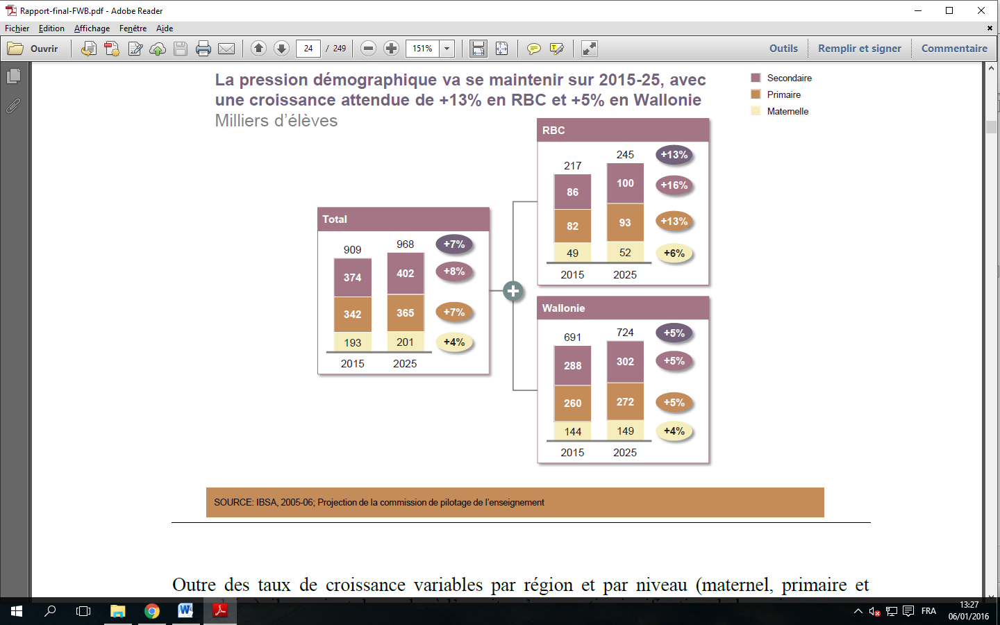 Rapport-final-FWB.pdf - Adobe Reader
Fichier Edition Affichage Fenêtre Aide
Ouvrir 24 / 249 151% Outils Remplir et signer Commentaire
La pression démographique va se maintenir sur 2015-25, avec
une croissance attendue de +13% en RBC et +5% en Wallonie
Milliers d'élèves
Secondaire
Primaire
Maternelle
Total
909 968 +7%
374 402 +8%
342 365 +7%
193 201 +4%
2015 2025
RBC
217 245 +13%
86 100 +16%
82 93 +13%
49 52 +6%
2015 2025
Wallonie
691 724 +5%
288 302 +5%
260 272 +5%
144 149 +4%
2015 2025
SOURCE: IBSA, 2005-06; Projection de la commission de pilotage de l'enseignement
Outre des taux de croissance variables par région et par niveau (maternel, primaire et
FRA
13:27
06/01/2016